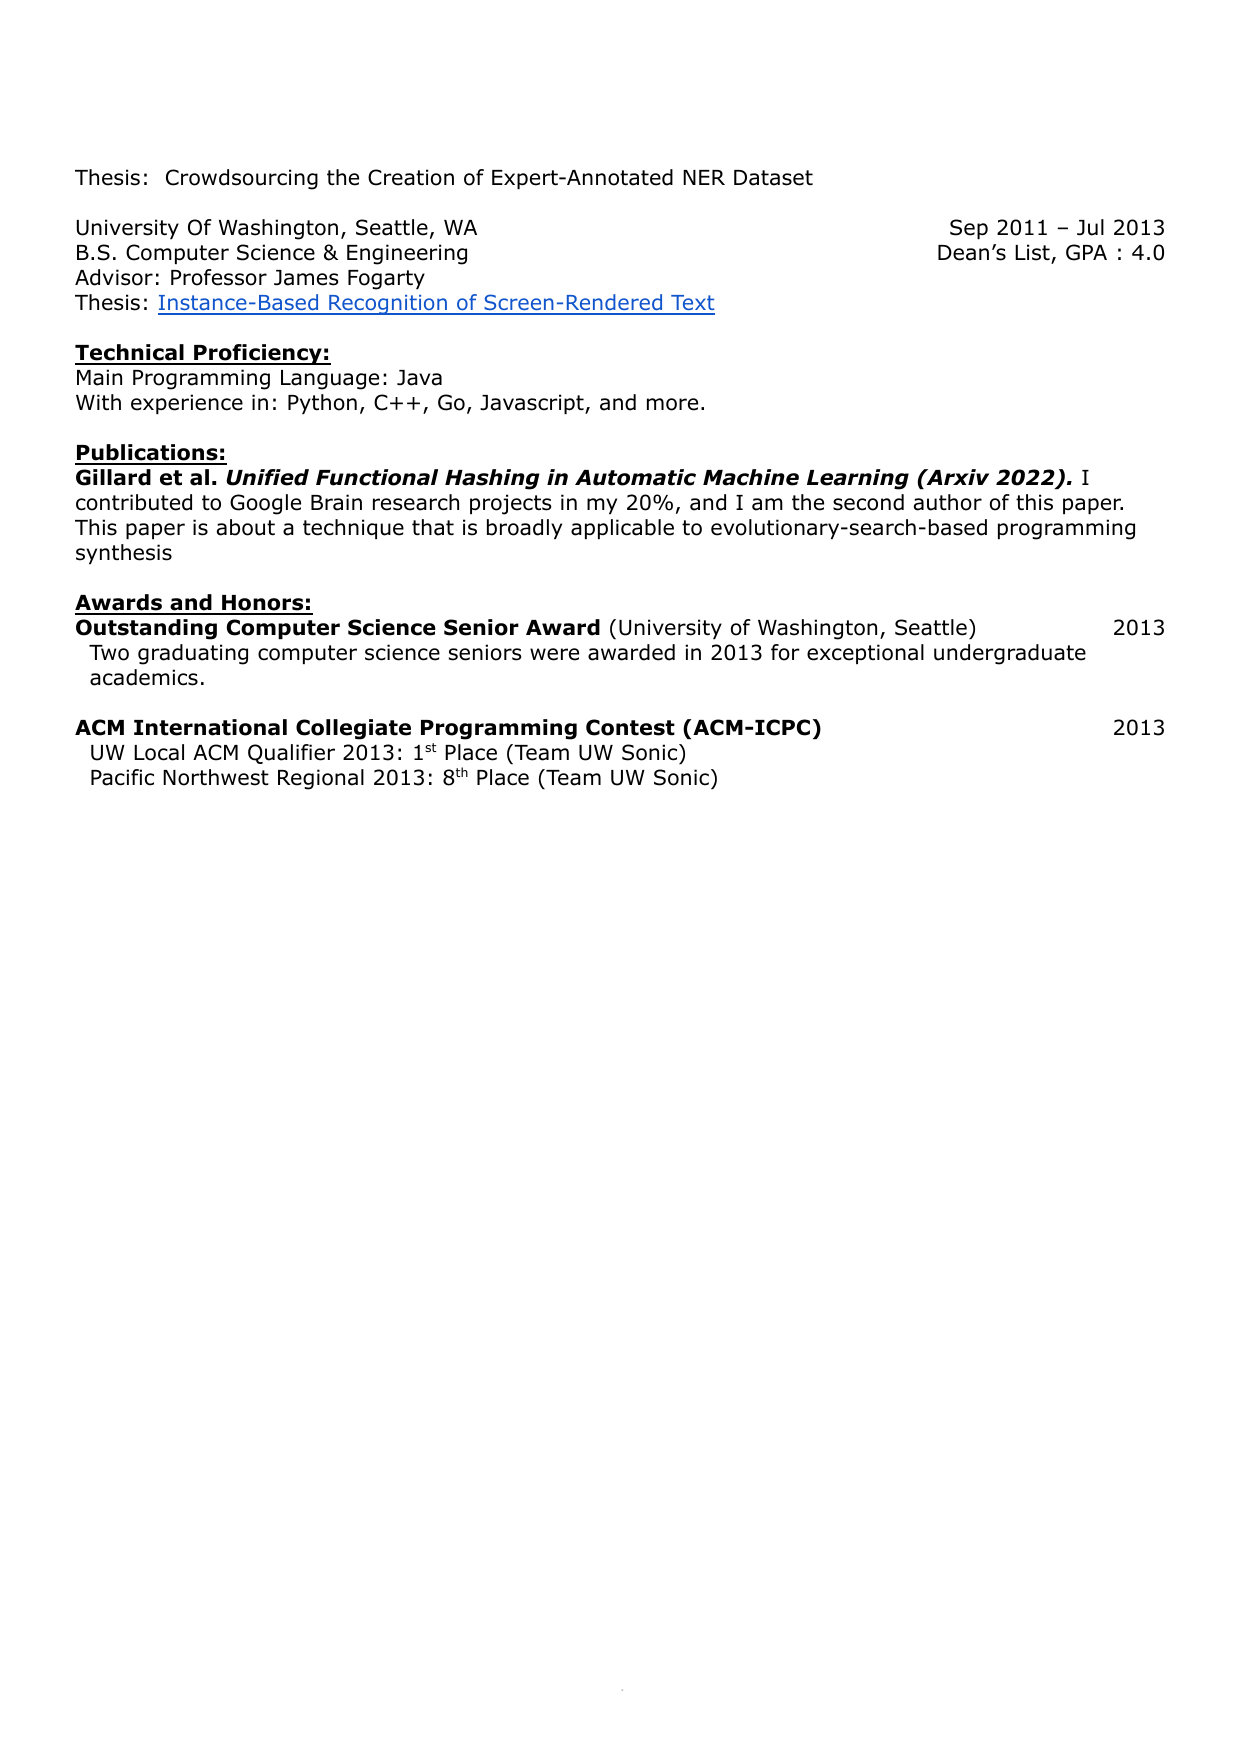 Thesis:  Crowdsourcing the Creation of Expert-Annotated NER Dataset
University Of Washington, Seattle, WA Sep 2011 – Jul 2013
B.S. Computer Science & Engineering Dean’s List, GPA : 4.0
Advisor: Professor James Fogarty
Thesis: Instance-Based Recognition of Screen-Rendered Text
Technical Proficiency:
Main Programming Language: Java
With experience in: Python, C++, Go, Javascript, and more.
Publications:
Gillard et al. Unified Functional Hashing in Automatic Machine Learning (Arxiv 2022). I
contributed to Google Brain research projects in my 20%, and I am the second author of this paper.
This paper is about a technique that is broadly applicable to evolutionary-search-based programming
synthesis
Awards and Honors:
Outstanding Computer Science Senior Award (University of Washington, Seattle) 2013
Two graduating computer science seniors were awarded in 2013 for exceptional undergraduate
academics.
ACM International Collegiate Programming Contest (ACM-ICPC) 2013
UW Local ACM Qualifier 2013: 1st Place (Team UW Sonic)
Pacific Northwest Regional 2013: 8th Place (Team UW Sonic)